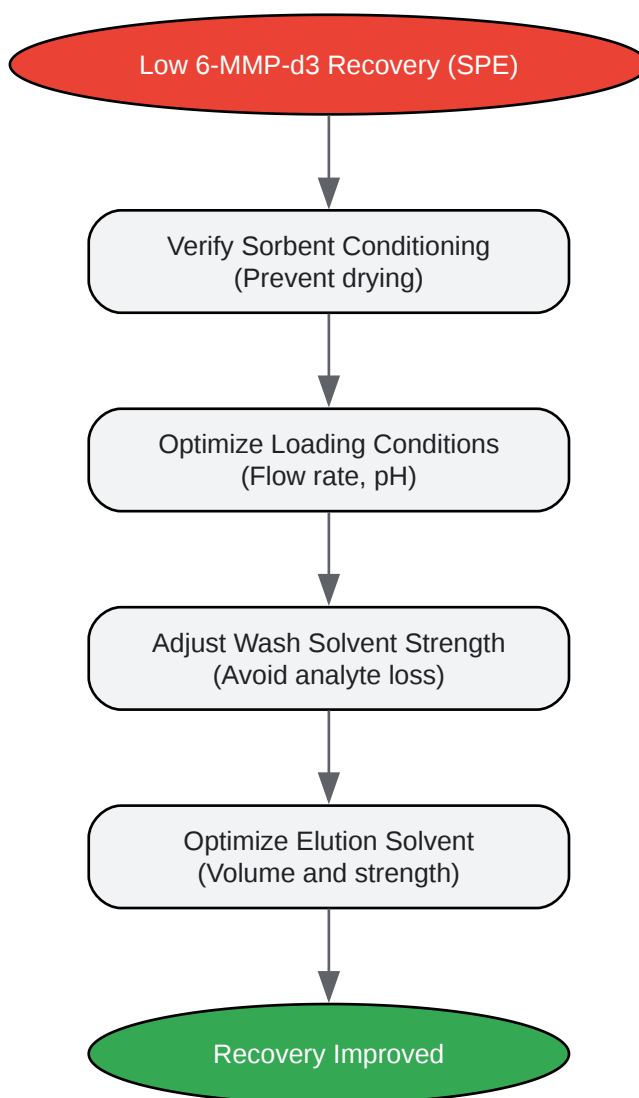 Low 6-MMP-d3 Recovery (SPE)
Verify Sorbent Conditioning
(Prevent drying)
Optimize Loading Conditions
(Flow rate, pH)
Adjust Wash Solvent Strength
(Avoid analyte loss)
Optimize Elution Solvent
(Volume and strength)
Recovery Improved